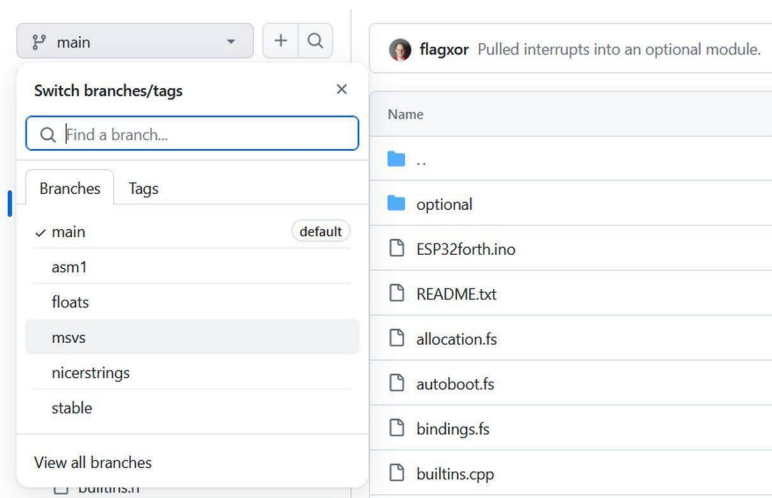 main
Switch branches/tags
Find a branch...
Branches Tags
main default
asm1
floats
msvs
nicerstrings
stable
View all branches
builtins.h
flagxor Pulled interrupts into an optional module.
Name
..
optional
ESP32forth.ino
README.txt
allocation.fs
autoboot.fs
bindings.fs
builtins.cpp